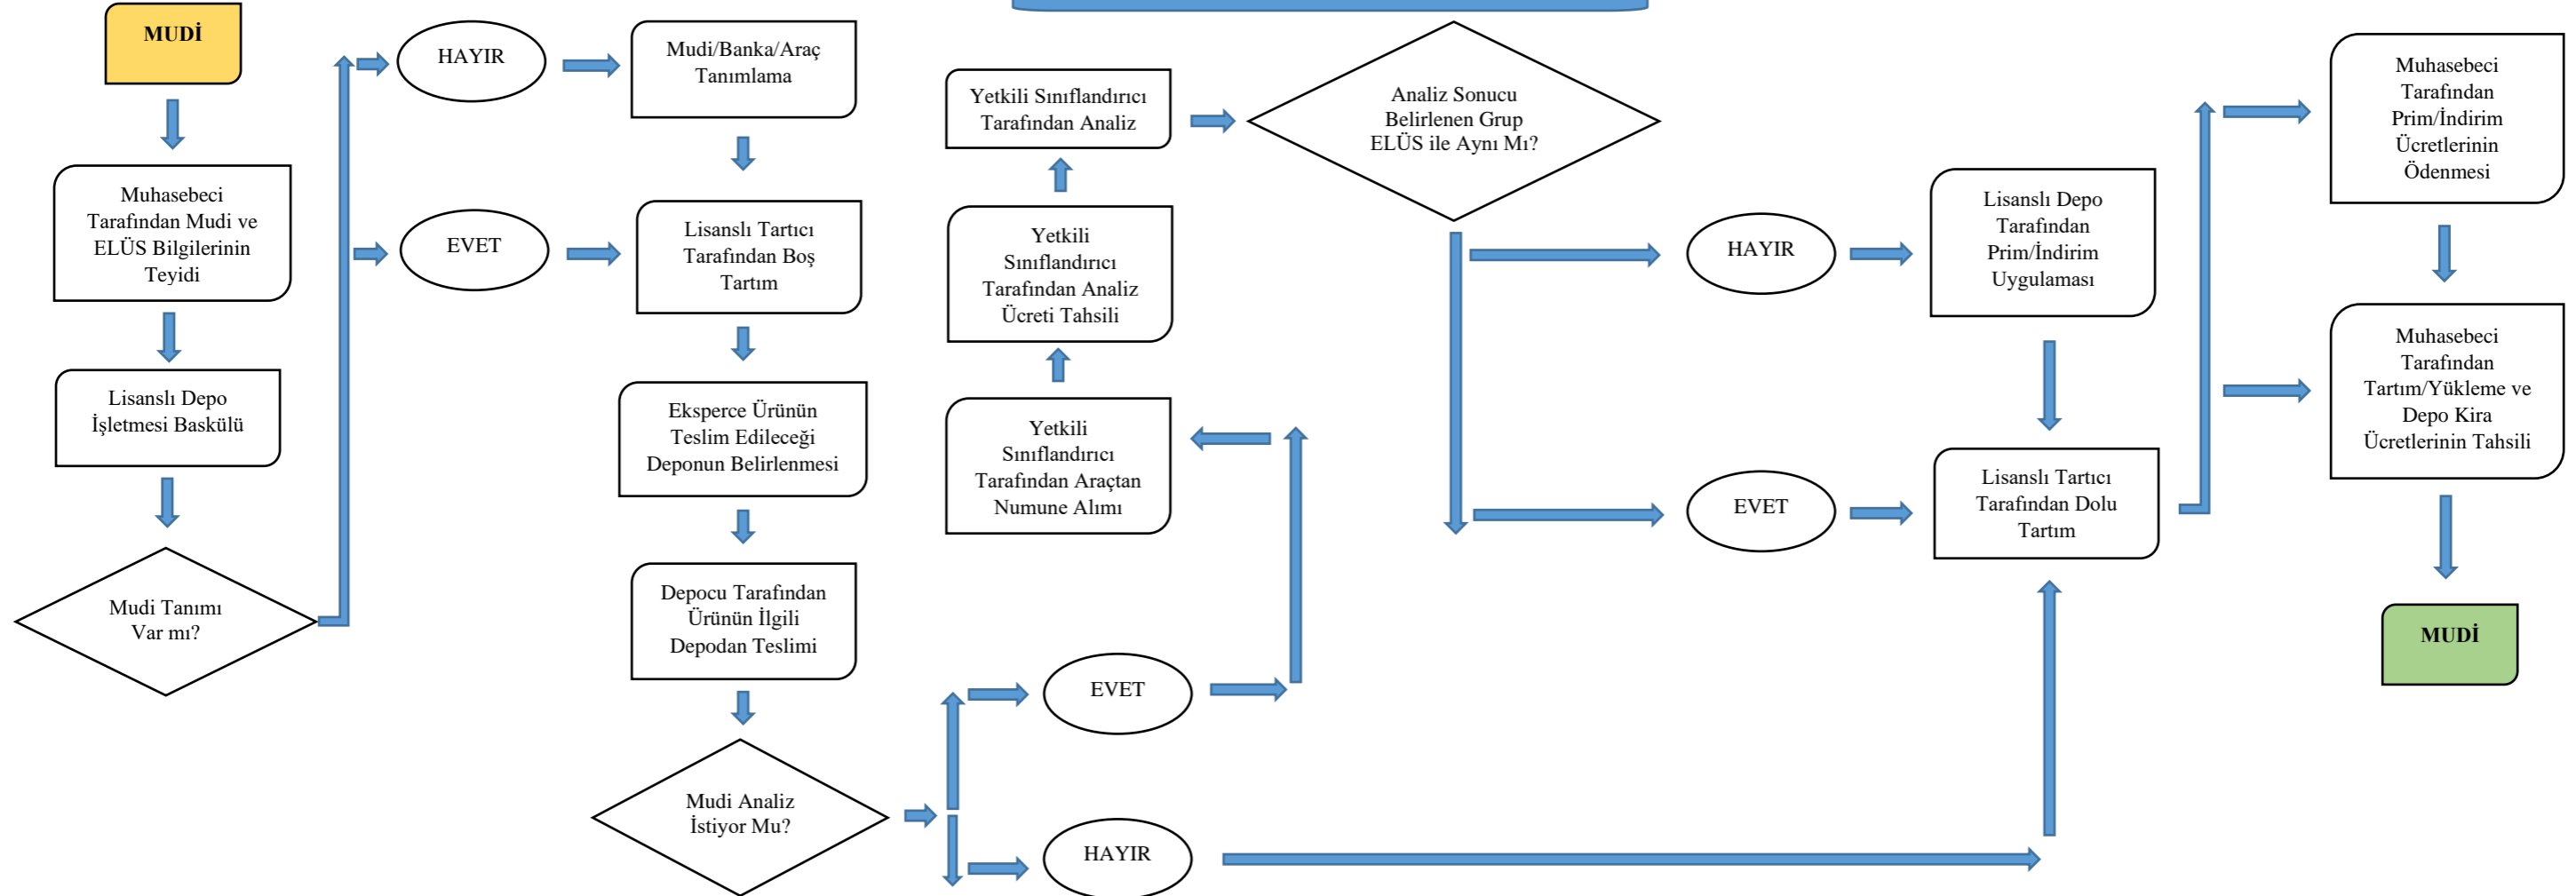 MUDİ
Muhasebeci
Tarafından Mudi ve
ELÜS Bilgilerinin
Teyidi
Lisanslı Depo
İşletmesi Baskülü
Mudi Tanımı
Var mı?
HAYIR
EVET
Mudi/Banka/Araç
Tanımlama
Lisanslı Tartıcı
Tarafından Boş
Tartım
Eksperce Ürünün
Teslim Edileceği
Deponun Belirlenmesi
Depocu Tarafından
Ürünün İlgili
Depodan Teslimi
Mudi Analiz
İstiyor Mu?
EVET
HAYIR
Yetkili
Sınıflandırıcı
Tarafından Araçtan
Numune Alımı
Yetkili
Sınıflandırıcı
Tarafından Analiz
Ücreti Tahsili
Yetkili Sınıflandırıcı
Tarafından Analiz
Analiz Sonucu
Belirlenen Grup
ELÜS ile Aynı Mı?
HAYIR
EVET
Lisanslı Depo
Tarafından
Prim/İndirim
Uygulaması
Lisanslı Tartıcı
Tarafından Dolu
Tartım
Muhasebeci
Tarafından
Prim/İndirim
Ücretlerinin
Ödenmesi
Muhasebeci
Tarafından
Tartım/Yükleme ve
Depo Kira
Ücretlerinin Tahsili
MUDİ